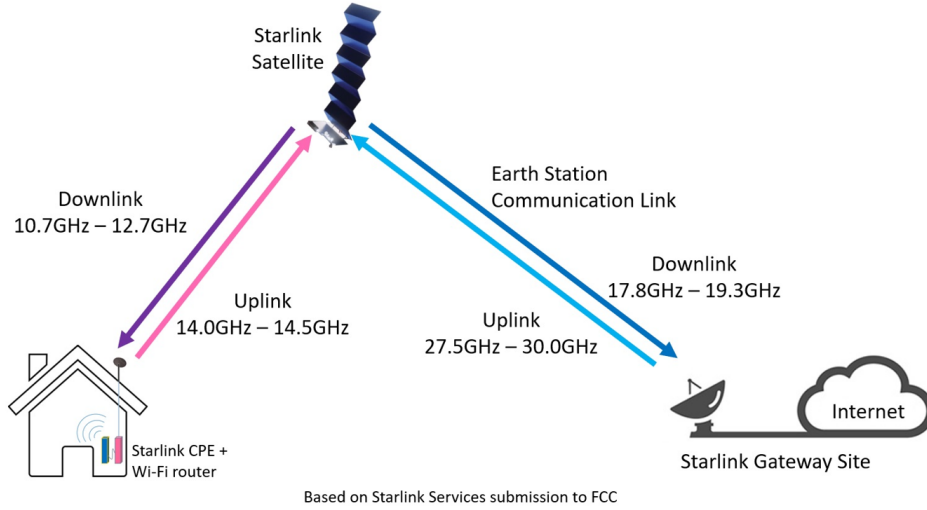 Starlink
Satellite
Downlink
10.7GHz – 12.7GHz
Uplink
14.0GHz – 14.5GHz
Earth Station
Communication Link
Downlink
17.8GHz – 19.3GHz
Uplink
27.5GHz – 30.0GHz
Starlink CPE +
Wi-Fi router
Internet
Starlink Gateway Site
Based on Starlink Services submission to FCC